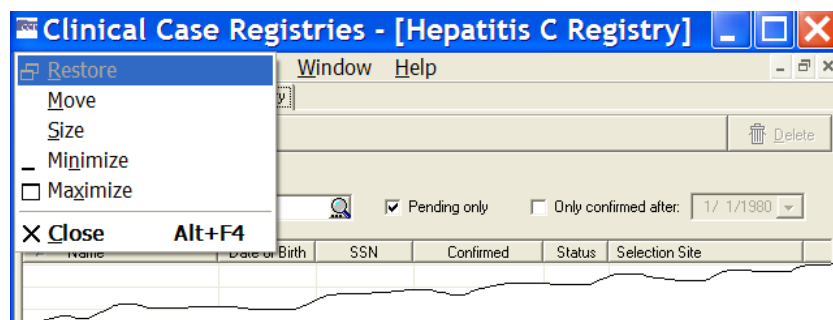 Clinical Case Registries - [Hepatitis C Registry]
Restore Window Help
Move
Size Delete
Minimize
Maximize Pending only Only confirmed after: 1/ 1/1980
Close Alt+F4
Name Date of Birth SSN Confirmed Status Selection Site